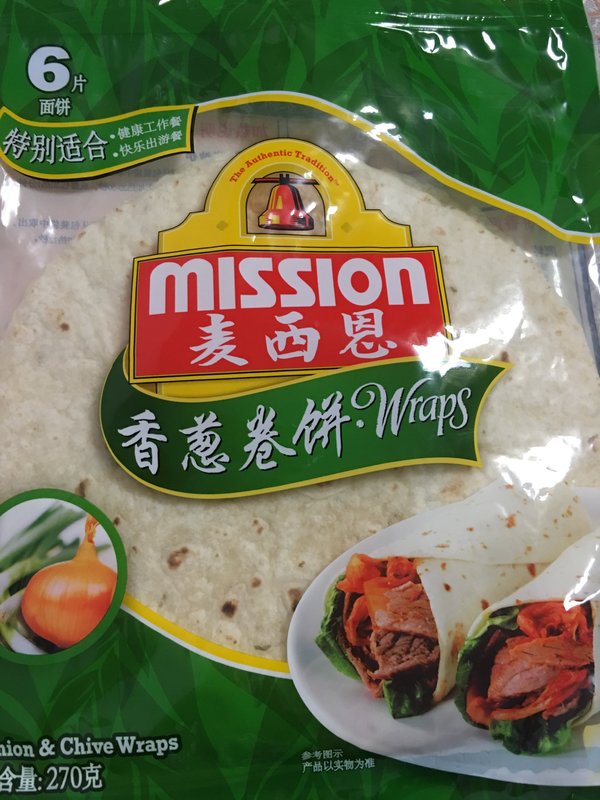 6片
面饼
特别适合
·健康工作餐
·快乐出游餐
The Authentic Tradition™
mission
麦西恩
香葱卷饼·Wraps
nion & Chive Wraps
含量: 270克
参考图示
产品以实物为准